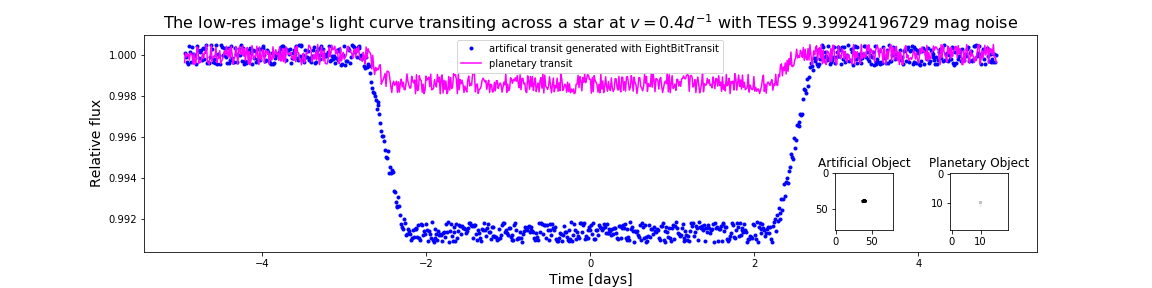 The low-res image's light curve transiting across a star at v = 0.4d⁻¹ with TESS 9.39924196729 mag noise
artifical transit generated with EightBitTransit
planetary transit
Relative flux
1.000
0.998
0.996
0.994
0.992
Artificial Object
0
50
0 50
Planetary Object
0
10
0 10
−4 −2 0 2 4
Time [days]